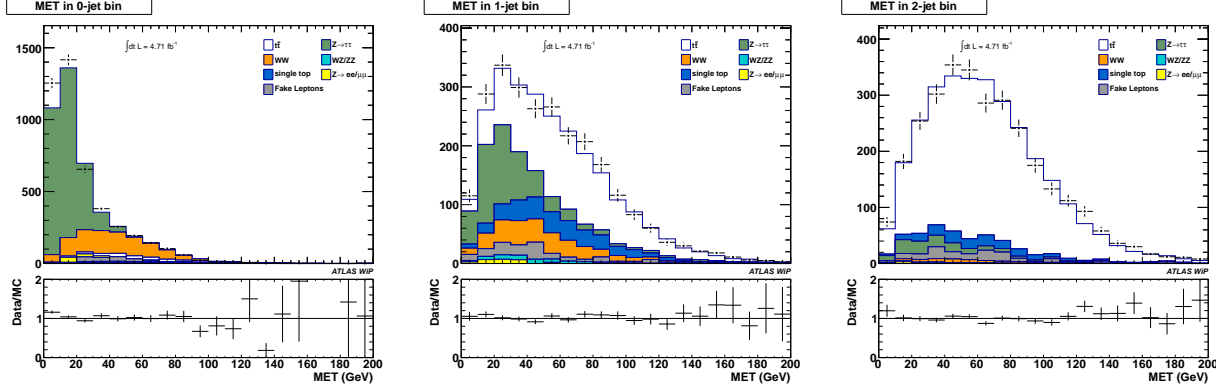 MET in 0-jet bin
∫dt L = 4.71 fb⁻¹
tt̄
Z→ττ
WW
WZ/ZZ
single top
Z→ ee/μμ
Fake Leptons
1500
1000
500
0
ATLAS WiP
Data/MC
2
1
0
0 20 40 60 80 100 120 140 160 180 200
MET (GeV)
MET in 1-jet bin
∫dt L = 4.71 fb⁻¹
tt̄
Z→ττ
WW
WZ/ZZ
single top
Z→ ee/μμ
Fake Leptons
400
300
200
100
0
ATLAS WiP
Data/MC
2
1
0
0 20 40 60 80 100 120 140 160 180 200
MET (GeV)
MET in 2-jet bin
∫dt L = 4.71 fb⁻¹
tt̄
Z→ττ
WW
WZ/ZZ
single top
Z→ ee/μμ
Fake Leptons
400
300
200
100
0
ATLAS WiP
Data/MC
2
1
0
0 20 40 60 80 100 120 140 160 180 200
MET (GeV)